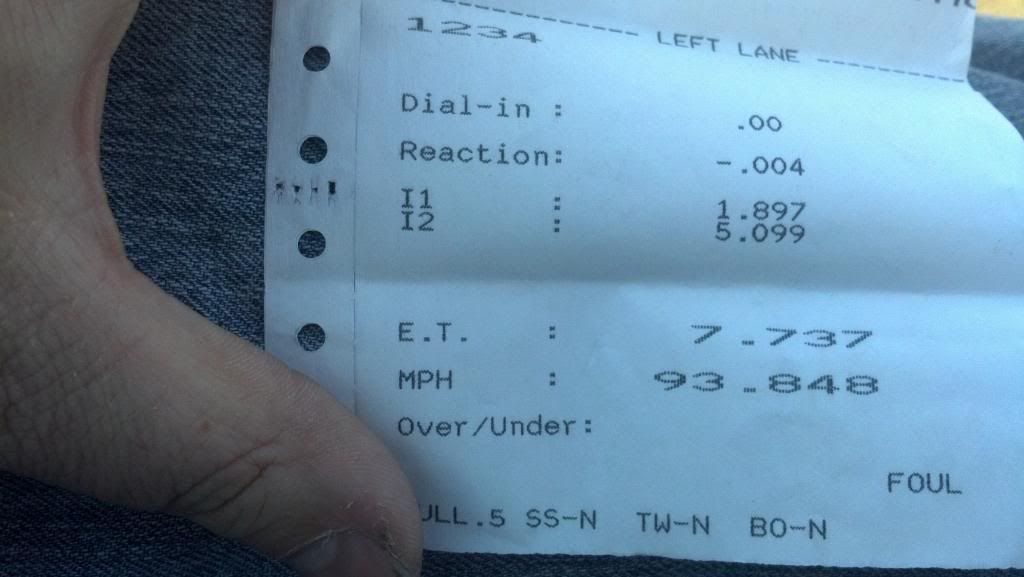 1234 ------- LEFT LANE ---------------
Dial-in : .00
Reaction: -.004
I1 : 1.897
I2 : 5.099
E.T. : 7.737
MPH : 93.848
Over/Under:
FOUL
.5 SS-N TW-N BO-N